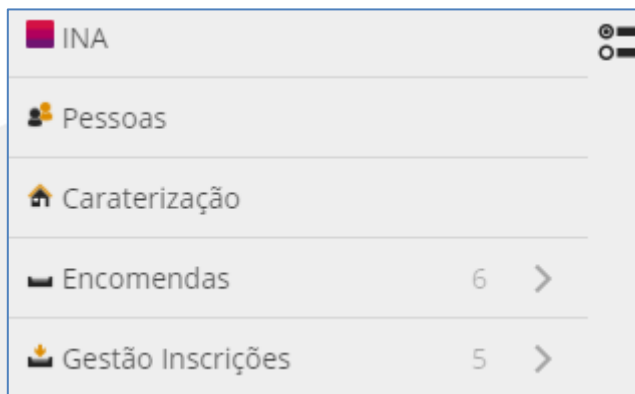 INA
Pessoas
Caraterização
Encomendas 6
Gestão Inscrições 5